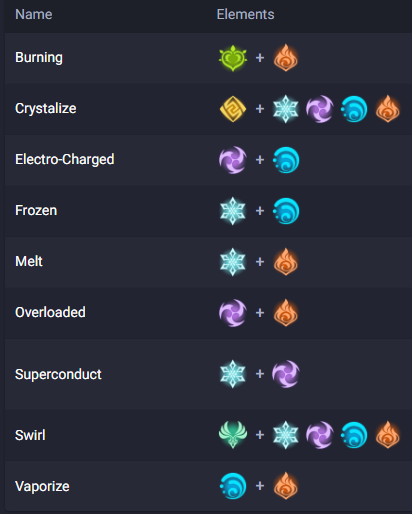 Name Elements
Burning +
Crystalize +
Electro-Charged +
Frozen +
Melt +
Overloaded +
Superconduct +
Swirl +
Vaporize +